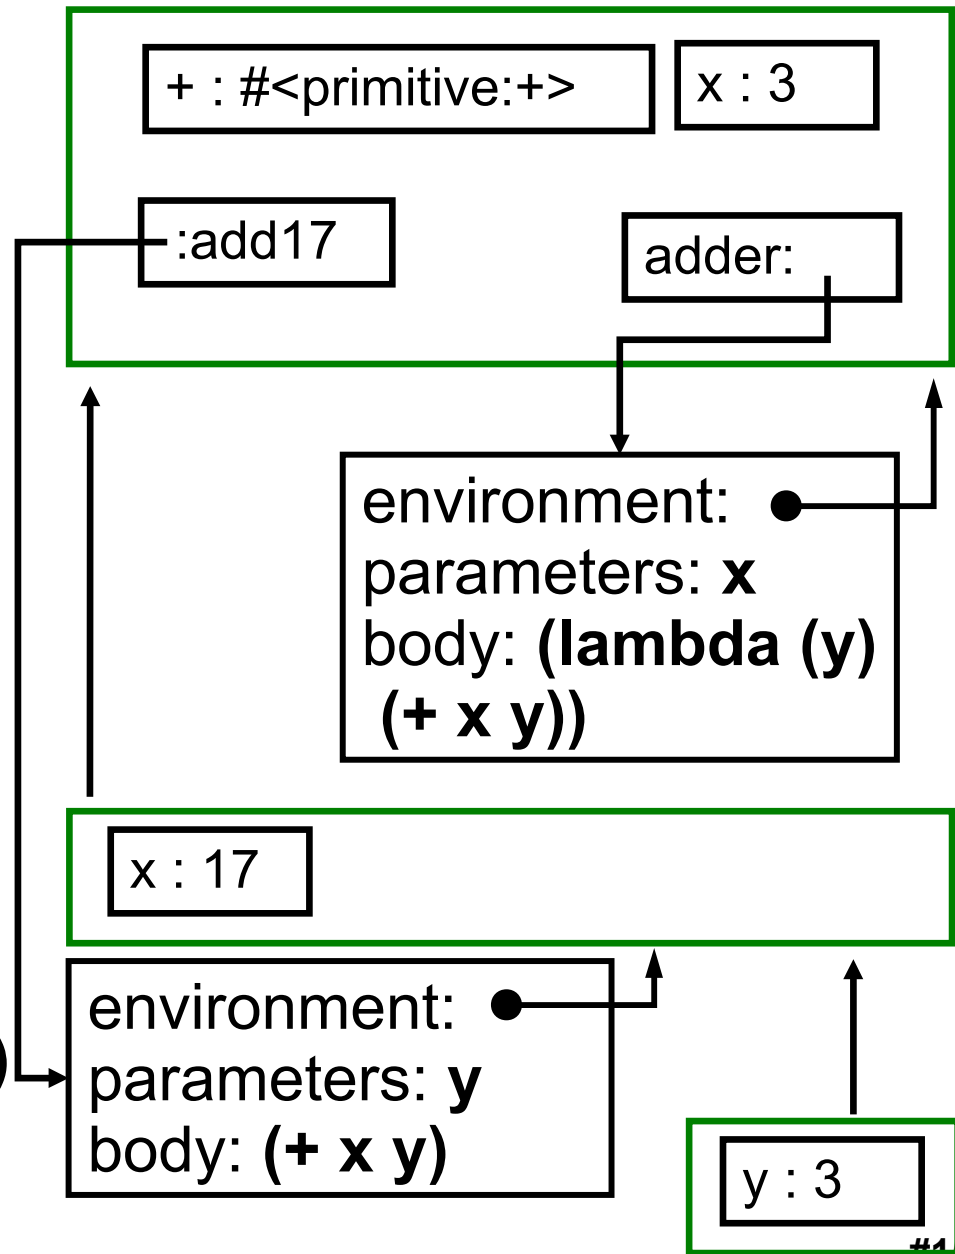 + : #<primitive:+>
x : 3
:add17
adder:
environment:
parameters: x
body: (lambda (y)
(+ x y))
x : 17
environment:
parameters: y
body: (+ x y)
)
y : 3